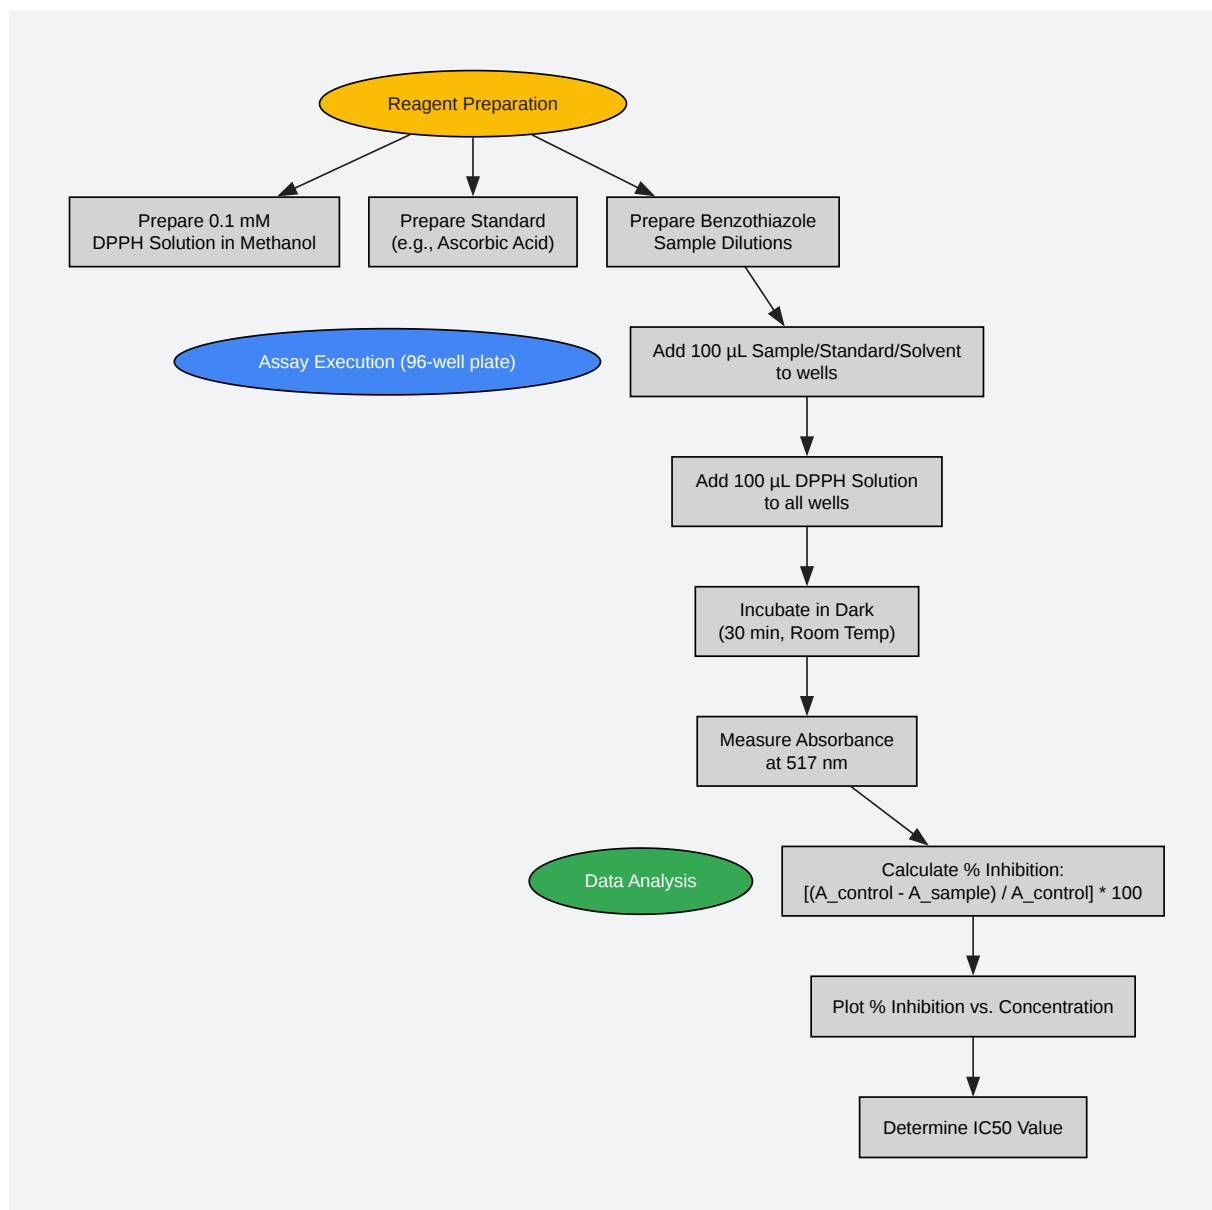 Reagent Preparation
Prepare 0.1 mM
DPPH Solution in Methanol
Prepare Standard
(e.g., Ascorbic Acid)
Prepare Benzothiazole
Sample Dilutions
Assay Execution (96-well plate)
Add 100 µL Sample/Standard/Solvent
to wells
Add 100 µL DPPH Solution
to all wells
Incubate in Dark
(30 min, Room Temp)
Measure Absorbance
at 517 nm
Data Analysis
Calculate % Inhibition:
[(A_control - A_sample) / A_control] * 100
Plot % Inhibition vs. Concentration
Determine IC50 Value